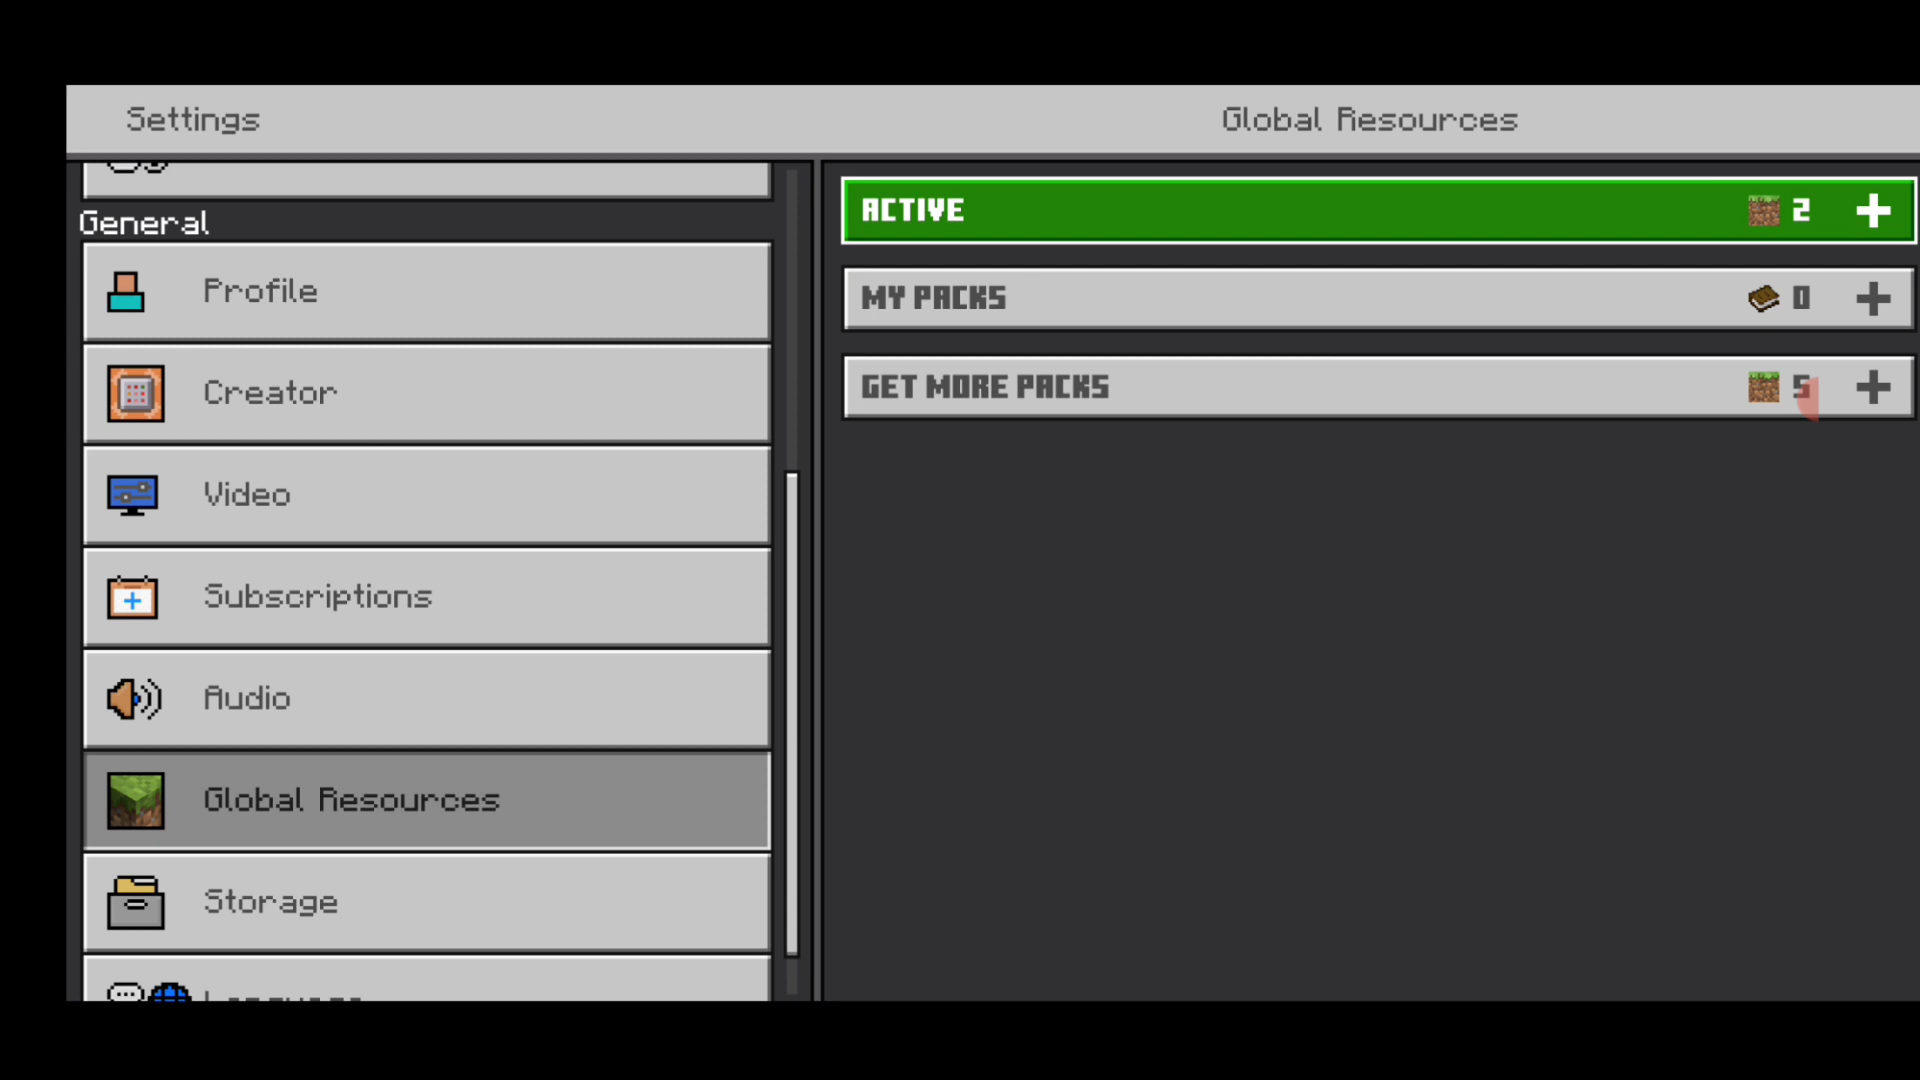 Settings
Global Resources
General
Profile
Creator
Video
Subscriptions
Audio
Global Resources
Storage
ACTIVE 2
MY PACKS 0
GET MORE PACKS 5